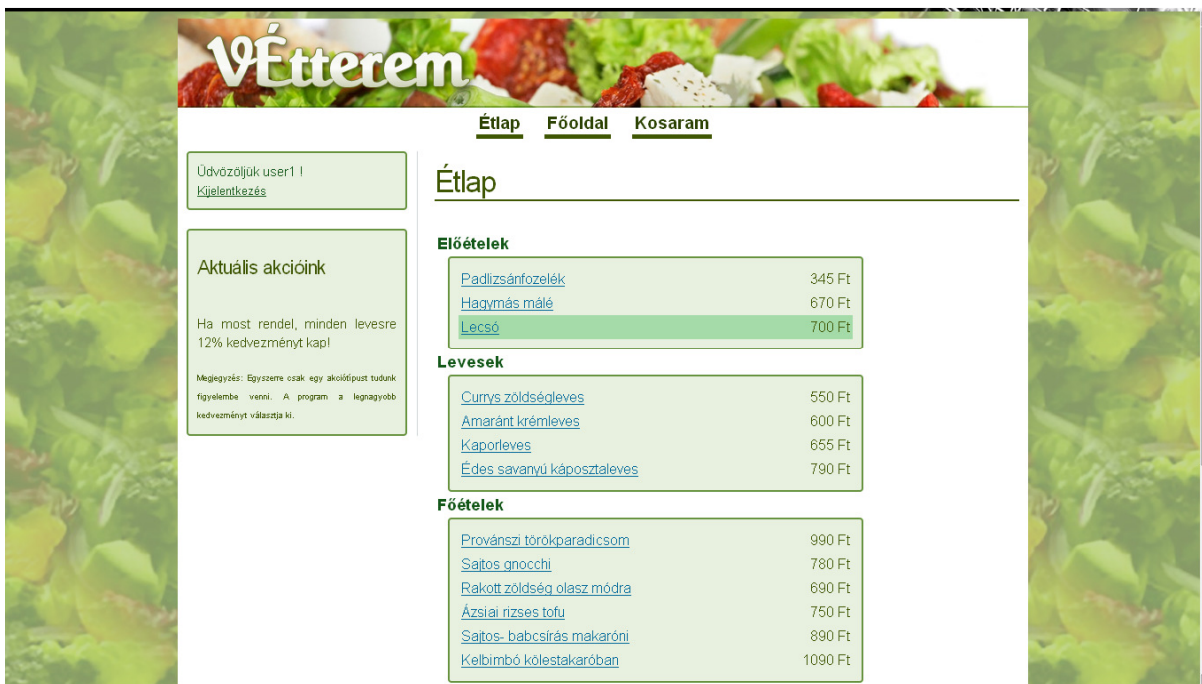 VÉtterem
Étlap Főoldal Kosaram
Üdvözöljük user1 !
Kijelentkezés
Aktuális akcióink
Ha most rendel, minden levesre
12% kedvezményt kap!
Megjegyzés: Egyszerre csak egy akciótípust tudunk
figyelembe venni. A program a legnagyobb
kedvezményt választja ki.
Étlap
Előételek
Padlizsánfozelék 345 Ft
Hagymás málé 670 Ft
Lecsó 700 Ft
Levesek
Currys zöldségleves 550 Ft
Amaránt krémleves 600 Ft
Kaporleves 655 Ft
Édes savanyú káposztaleves 790 Ft
Főételek
Provánszi törökparadicsom 990 Ft
Sajtos gnocchi 780 Ft
Rakott zöldség olasz módra 690 Ft
Ázsiai rizses tofu 750 Ft
Sajtos- babcsírás makaróni 890 Ft
Kelbimbó kölestakaróban 1090 Ft